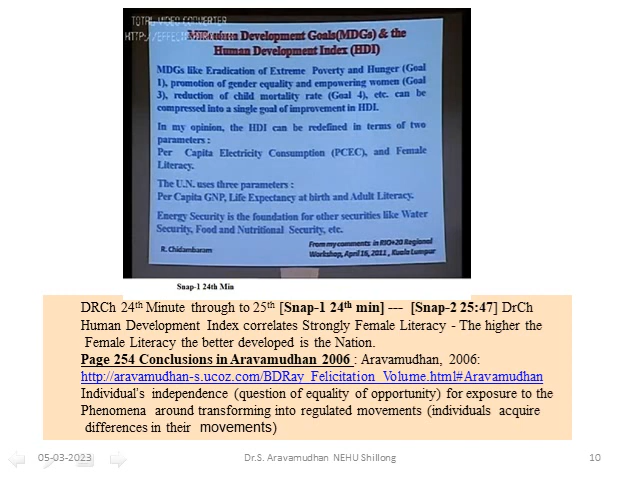 TOTAL VIDEO CONVERTER
Millennium Development Goals(MDGs) & the
Human Development Index (HDI)
MDGs like Eradication of Extreme Poverty and Hunger (Goal
1), promotion of gender equality and empowering women (Goal
3), reduction of child mortality rate (Goal 4), etc. can be
compressed into a single goal of improvement in HDI.
In my opinion, the HDI can be redefined in terms of two
parameters :
Per Capita Electricity Consumption (PCEC), and Female
Literacy.
The U.N. uses three parameters :
Per Capita GNP, Life Expectancy at birth and Adult Literacy.
Energy Security is the foundation for other securities like Water
Security, Food and Nutritional Security, etc.
R. Chidambaram
From my comments in RIO+20 Regional
Workshop, April 16, 2011, Kuala Lumpur
Snap-1 24th Min
DRCh 24th Minute through to 25th [Snap-1 24th min] --- [Snap-2 25:47] DrCh
Human Development Index correlates Strongly Female Literacy - The higher the
Female Literacy the better developed is the Nation.
Page 254 Conclusions in Aravamudhan 2006 : Aravamudhan, 2006:
http://aravamudhan-s.ucoz.com/BDRay_Felicitation_Volume.html#Aravamudhan
Individual's independence (question of equality of opportunity) for exposure to the
Phenomena around transforming into regulated movements (individuals acquire
differences in their movements)
05-03-2023
Dr.S. Aravamudhan NEHU Shillong
10